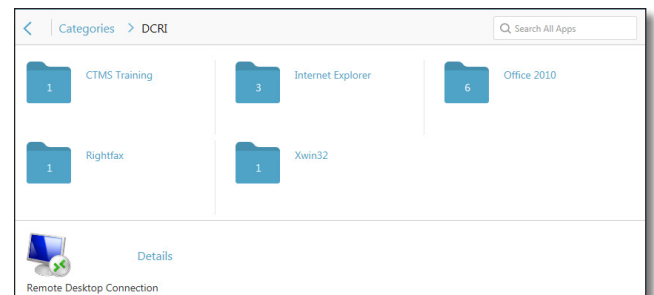 Categories > DCRI
Search All Apps
1 CTMS Training
3 Internet Explorer
6 Office 2010
1 Rightfax
1 Xwin32
Details
Remote Desktop Connection